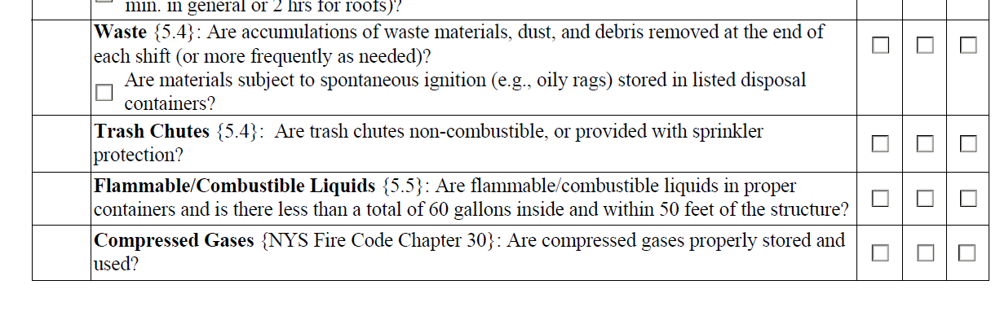 min. in general or 2 hrs for roofs)?
Waste {5.4}: Are accumulations of waste materials, dust, and debris removed at the end of
each shift (or more frequently as needed)?
Are materials subject to spontaneous ignition (e.g., oily rags) stored in listed disposal
containers?
Trash Chutes {5.4}: Are trash chutes non-combustible, or provided with sprinkler
protection?
Flammable/Combustible Liquids {5.5}: Are flammable/combustible liquids in proper
containers and is there less than a total of 60 gallons inside and within 50 feet of the structure?
Compressed Gases {NYS Fire Code Chapter 30}: Are compressed gases properly stored and
used?